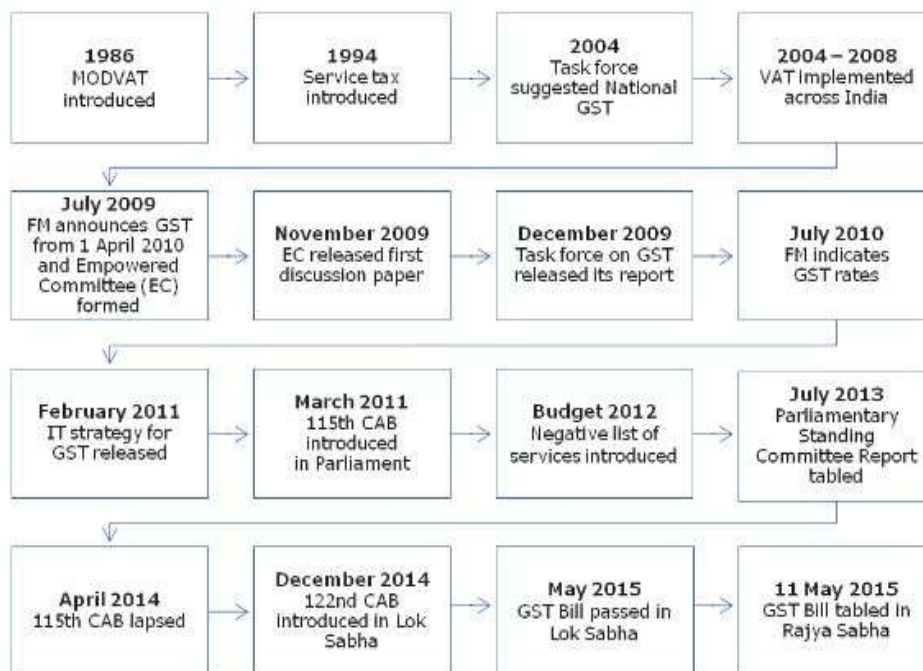 1986
MODVAT
introduced
1994
Service tax
introduced
2004
Task force
suggested National
GST
2004 – 2008
VAT implemented
across India
July 2009
FM announces GST
from 1 April 2010
and Empowered
Committee (EC)
formed
November 2009
EC released first
discussion paper
December 2009
Task force on GST
released its report
July 2010
FM indicates
GST rates
February 2011
IT strategy for
GST released
March 2011
115th CAB
introduced
in Parliament
Budget 2012
Negative list of
services introduced
July 2013
Parliamentary
Standing
Committee Report
tabled
April 2014
115th CAB lapsed
December 2014
122nd CAB
introduced in Lok
Sabha
May 2015
GST Bill passed in
Lok Sabha
11 May 2015
GST Bill tabled in
Rajya Sabha